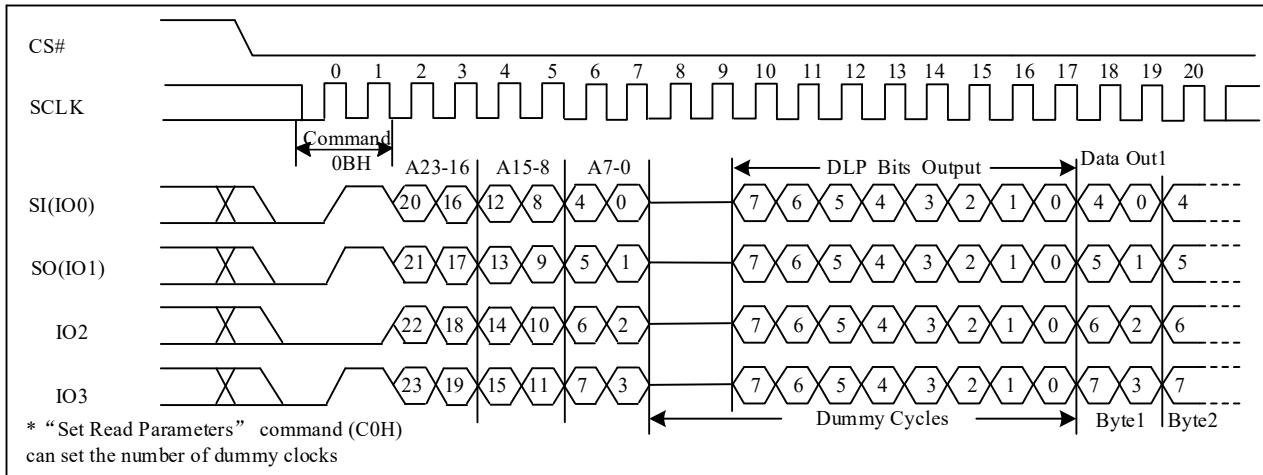 CS#
0 1 2 3 4 5 6 7 8 9 10 11 12 13 14 15 16 17 18 19 20
SCLK
Command
0BH
A23-16 A15-8 A7-0 DLP Bits Output Data Out1
SI(IO0) 20 16 12 8 4 0 7 6 5 4 3 2 1 0 4 0 4
SO(IO1) 21 17 13 9 5 1 7 6 5 4 3 2 1 0 5 1 5
IO2 22 18 14 10 6 2 7 6 5 4 3 2 1 0 6 2 6
IO3 23 19 15 11 7 3 7 6 5 4 3 2 1 0 7 3 7
Dummy Cycles Byte1 Byte2
* “Set Read Parameters” command (C0H)
can set the number of dummy clocks